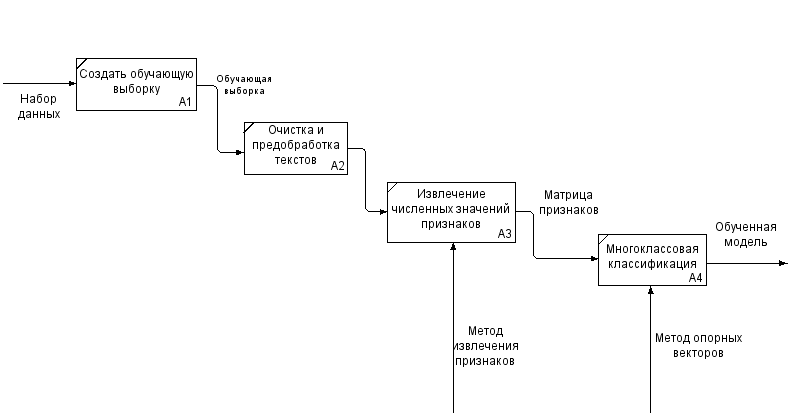 Создать обучающую
выборку
A1
Набор
данных
Обучающая
выборка
Очистка и
предобработка
текстов
A2
Извлечение
численных значений
признаков
A3
Матрица
признаков
Многоклассовая
классификация
A4
Обученная
модель
Метод
извлечения
признаков
Метод опорных
векторов